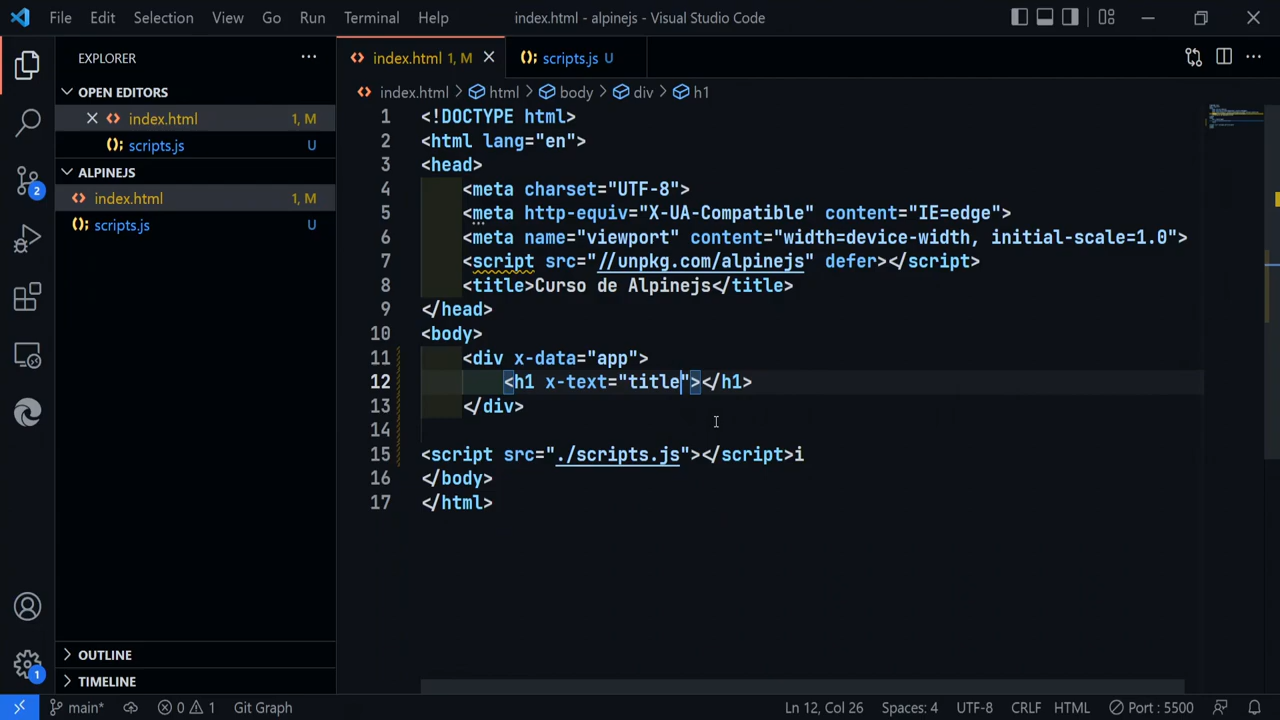 File Edit Selection View Go Run Terminal Help index.html - alpinejs - Visual Studio Code
EXPLORER
OPEN EDITORS
index.html 1, M
scripts.js U
ALPINEJS
index.html 1, M
scripts.js U
2
OUTLINE
TIMELINE
1
index.html 1, M scripts.js U
index.html > html > body > div > h1
1 <!DOCTYPE html>
2 <html lang="en">
3 <head>
4 <meta charset="UTF-8">
5 <meta http-equiv="X-UA-Compatible" content="IE=edge">
6 <meta name="viewport" content="width=device-width, initial-scale=1.0">
7 <script src="//unpkg.com/alpinejs" defer></script>
8 <title>Curso de Alpinejs</title>
9 </head>
10 <body>
11 <div x-data="app">
12 <h1 x-text="title"></h1>
13 </div>
14
15 <script src="./scripts.js"></script>i
16 </body>
17 </html>
main* 0 1 Git Graph Ln 12, Col 26 Spaces: 4 UTF-8 CRLF HTML Port : 5500